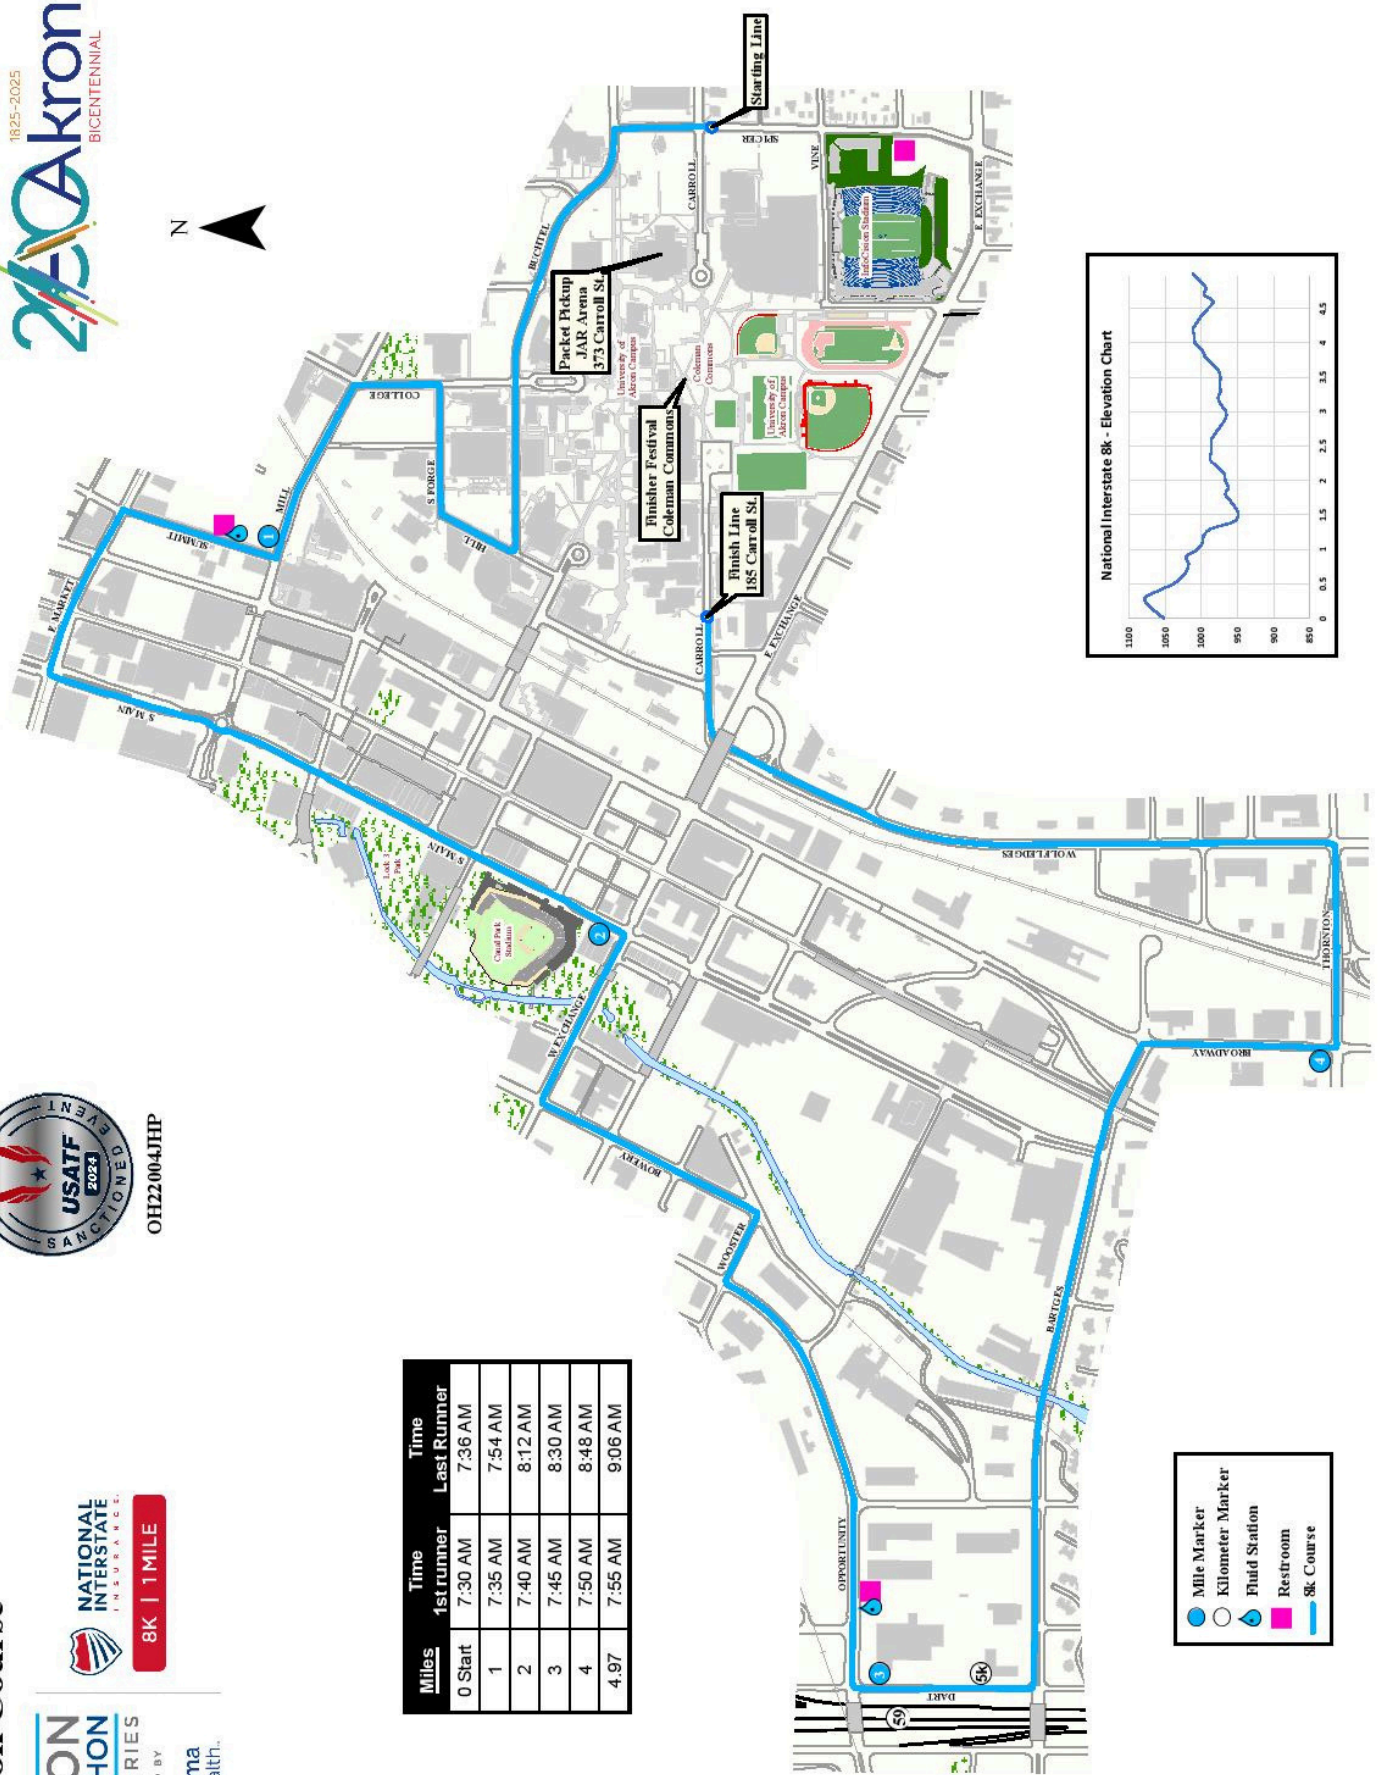 8k Course
NATIONAL
INTERSTATE
INSURANCE.
8K | 1 MILE
USATF
2024
SANCTIONED EVENT
OH22004JHP
1825-2025
200 Akron
BICENTENNIAL
N
Miles Time 1st runner Time Last Runner
0 Start 7:30 AM 7:36 AM
1 7:35 AM 7:54 AM
2 7:40 AM 8:12 AM
3 7:45 AM 8:30 AM
4 7:50 AM 8:48 AM
4.97 7:55 AM 9:06 AM
E MARKET
S MAIN
SUMMIT
1
MILL
COLLEGE
S FORGE
HILL
BUCHTEL
Lock 3
Park
S MAIN
Canal Park
Stadium
2
W EXCHANGE
BOWERY
WOOSTER
Packet Pickup
JAR Arena
373 Carroll St.
University of
Akron Campus
Finisher Festival
Coleman Commons
Coleman
Commons
CARROLL
Starting Line
SPICER
VINE
InfoCision Stadium
E EXCHANGE
University of
Akron Campus
Finish Line
185 Carroll St.
CARROLL
E EXCHANGE
OPPORTUNITY
3
5k
DART
59
BARTGES
WOLFLEDGES
BROADWAY
THORNTON
4
Mile Marker
Kilometer Marker
Fluid Station
Restroom
8k Course
National Interstate 8k - Elevation Chart
1100
1050
1000
950
900
850
0 0.5 1 1.5 2 2.5 3 3.5 4 4.5